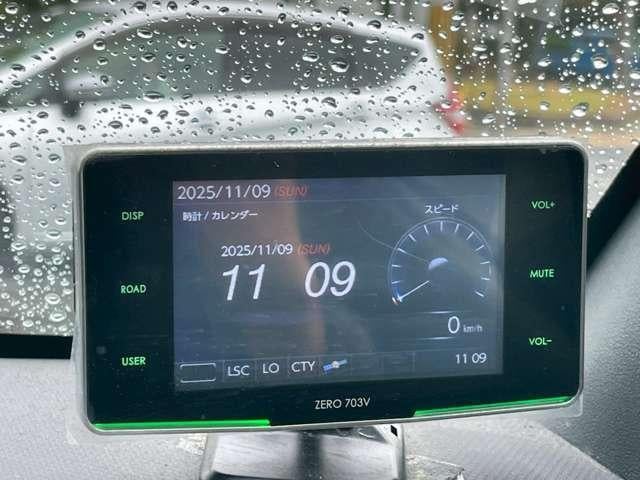 2025/11/09 (SUN)
時計 / カレンダー
スピード
2025/11/09 (SUN)
11 09
0 km/h
LSC LO CTY
11 09
DISP
ROAD
USER
VOL+
MUTE
VOL-
ZERO 703V